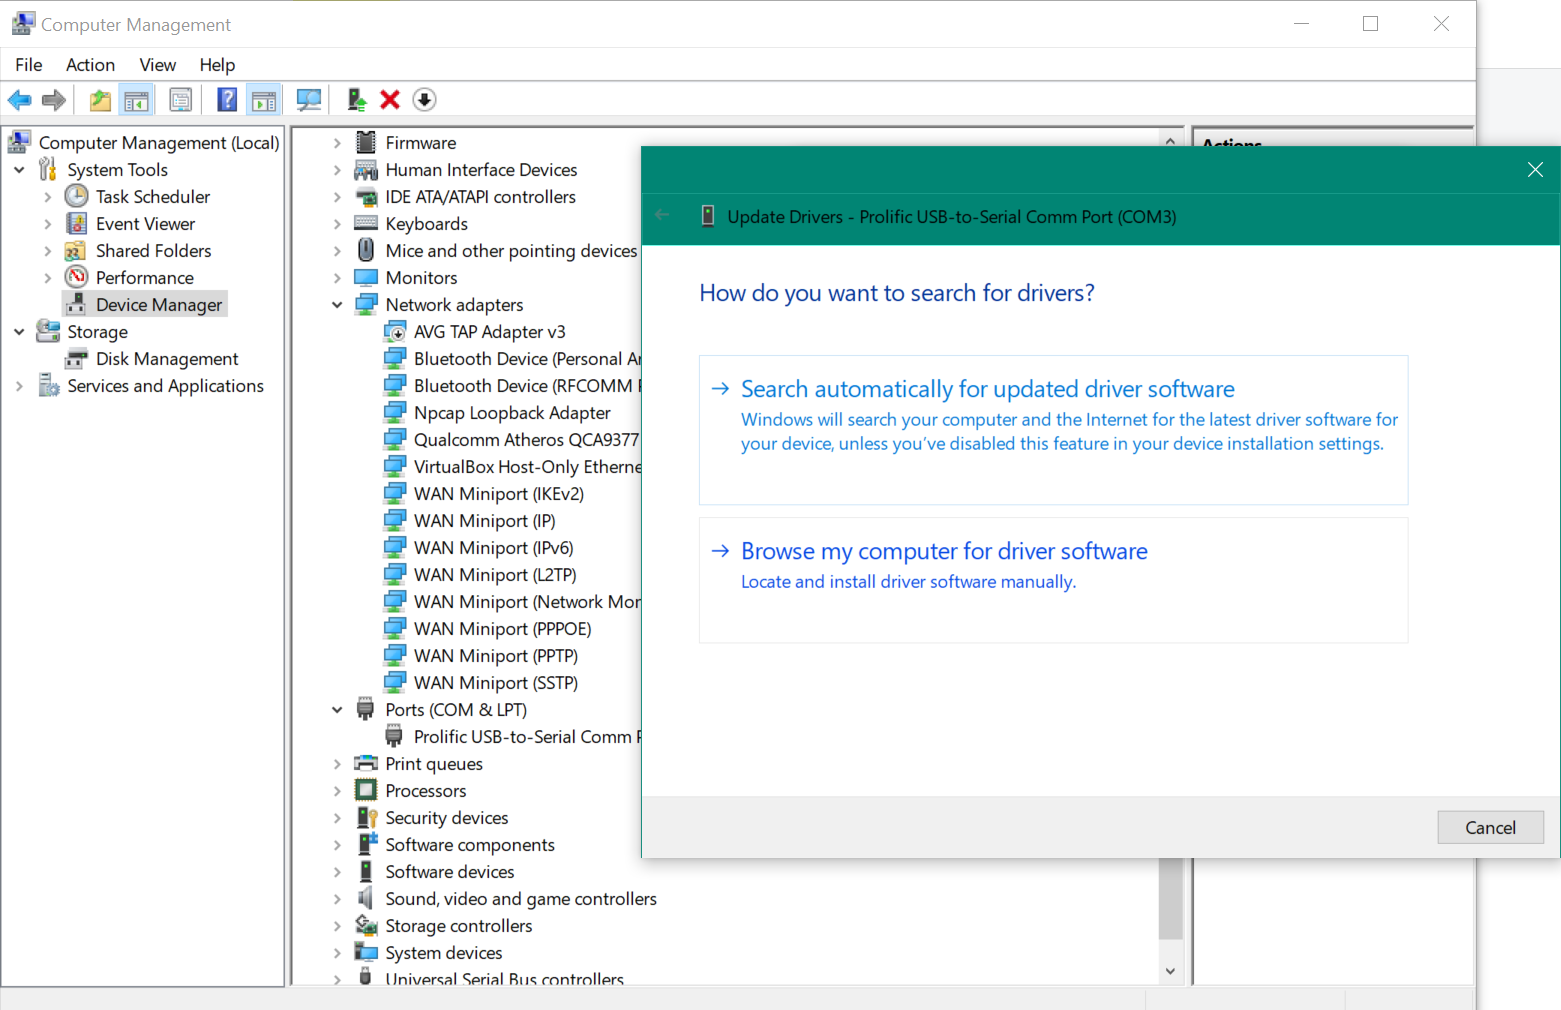 Computer Management
File Action View Help
Computer Management (Local)
System Tools
Task Scheduler
Event Viewer
Shared Folders
Performance
Device Manager
Storage
Disk Management
Services and Applications
Firmware
Human Interface Devices
IDE ATA/ATAPI controllers
Keyboards
Mice and other pointing devices
Monitors
Network adapters
AVG TAP Adapter v3
Bluetooth Device (Personal Ar
Bluetooth Device (RFCOMM
Npcap Loopback Adapter
Qualcomm Atheros QCA9377
VirtualBox Host-Only Etherne
WAN Miniport (IKEv2)
WAN Miniport (IP)
WAN Miniport (IPv6)
WAN Miniport (L2TP)
WAN Miniport (Network Mor
WAN Miniport (PPPOE)
WAN Miniport (PPTP)
WAN Miniport (SSTP)
Ports (COM & LPT)
Prolific USB-to-Serial Comm P
Print queues
Processors
Security devices
Software components
Software devices
Sound, video and game controllers
Storage controllers
System devices
Universal Serial Bus controllers
Actions
Update Drivers - Prolific USB-to-Serial Comm Port (COM3)
How do you want to search for drivers?
Search automatically for updated driver software
Windows will search your computer and the Internet for the latest driver software for
your device, unless you've disabled this feature in your device installation settings.
Browse my computer for driver software
Locate and install driver software manually.
Cancel